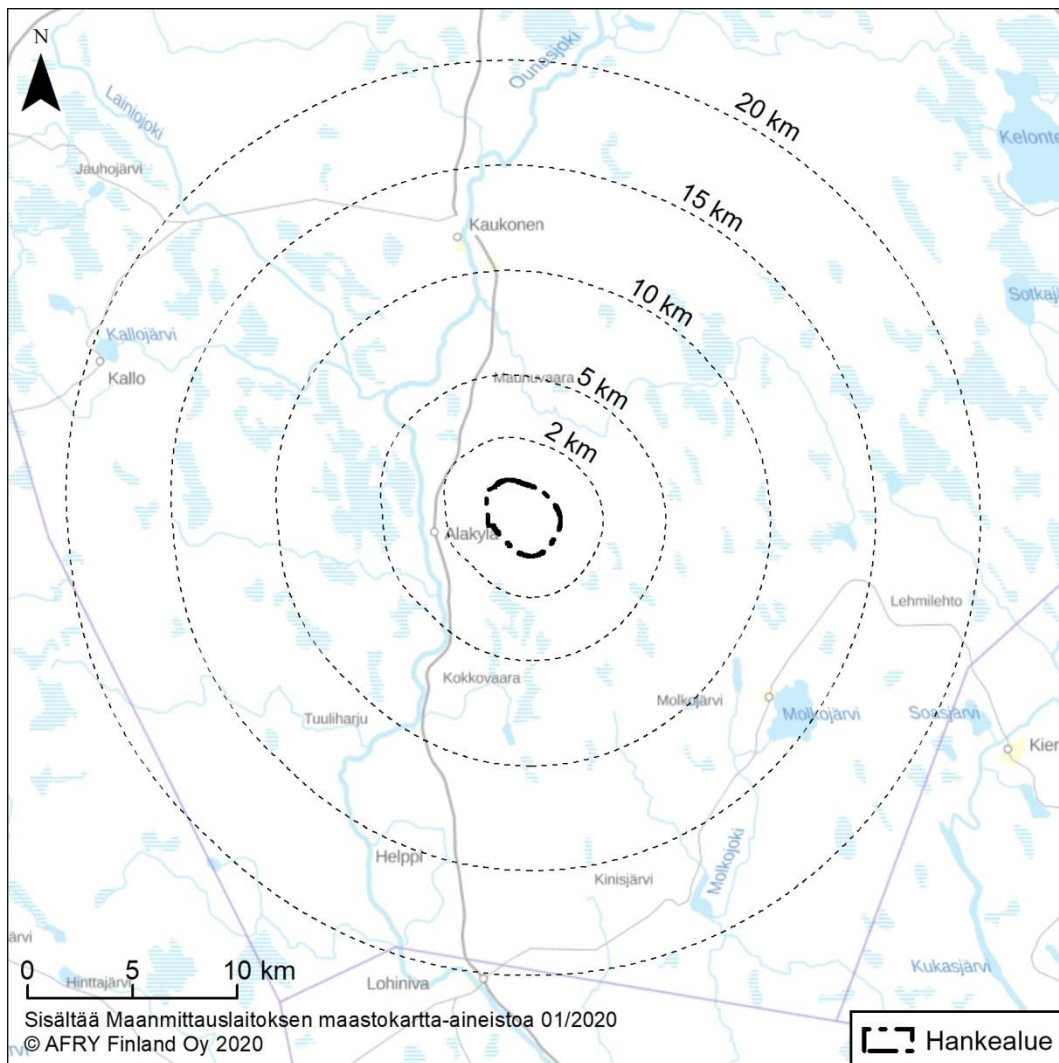 N
Ounasjoki
Lainiojoki
20 km
Kelonte
Jauhojärvi
15 km
Kaukonen
10 km
Sotkajä
Kallojärvi
Kallo
Maunuvaara
5 km
2 km
Alakylä
Lehmilehto
Kokkovaara
Molkojärvi
Molkojärvi
Soasjärvi
Tuuliharju
Kier
Helppi
Kinisjärvi
Molkojoki
järvi
0 5 10 km
Hinttajärvi
Lohiniva
Kukasjärvi
Sisältää Maanmittauslaitoksen maastokartta-aineistoa 01/2020
© AFRY Finland Oy 2020
Hankealue